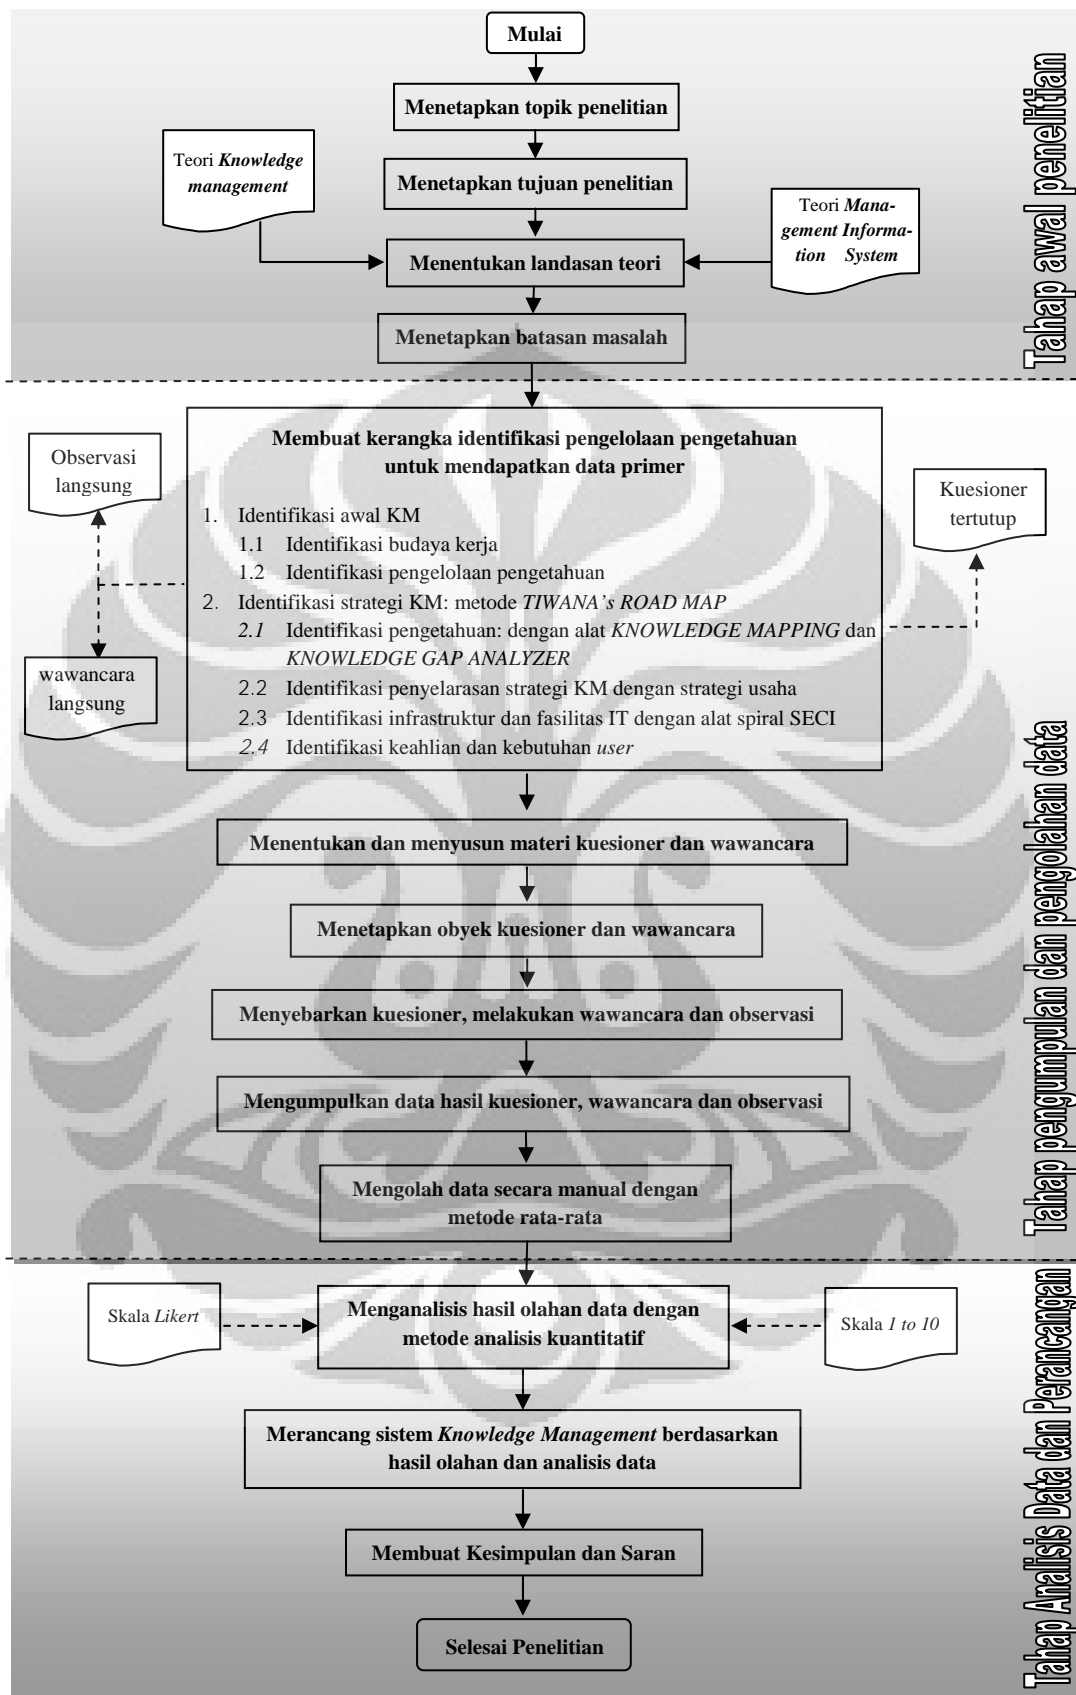 Mulai
Menetapkan topik penelitian
Teori Knowledge
management
Menetapkan tujuan penelitian
Teori Mana-
gement Informa-
tion System
Menentukan landasan teori
Menetapkan batasan masalah
Tahap awal penelitian
Membuat kerangka identifikasi pengelolaan pengetahuan
untuk mendapatkan data primer
Observasi
langsung
Kuesioner
tertutup
1. Identifikasi awal KM
1.1 Identifikasi budaya kerja
1.2 Identifikasi pengelolaan pengetahuan
2. Identifikasi strategi KM: metode TIWANA's ROAD MAP
2.1 Identifikasi pengetahuan: dengan alat KNOWLEDGE MAPPING dan
KNOWLEDGE GAP ANALYZER
2.2 Identifikasi penyelarasan strategi KM dengan strategi usaha
2.3 Identifikasi infrastruktur dan fasilitas IT dengan alat spiral SECI
2.4 Identifikasi keahlian dan kebutuhan user
wawancara
langsung
Menentukan dan menyusun materi kuesioner dan wawancara
Menetapkan obyek kuesioner dan wawancara
Menyebarkan kuesioner, melakukan wawancara dan observasi
Mengumpulkan data hasil kuesioner, wawancara dan observasi
Mengolah data secara manual dengan
metode rata-rata
Tahap pengumpulan dan pengolahan data
Skala Likert
Menganalisis hasil olahan data dengan
metode analisis kuantitatif
Skala 1 to 10
Merancang sistem Knowledge Management berdasarkan
hasil olahan dan analisis data
Membuat Kesimpulan dan Saran
Selesai Penelitian
Tahap Analisis Data dan Perancangan